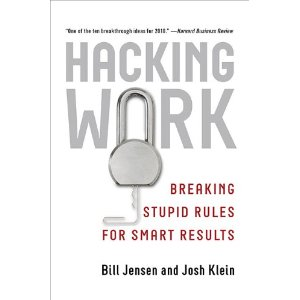 "One of the ten breakthrough ideas for 2010." —Harvard Business Review
HACKING
WORK
BREAKING
STUPID RULES
FOR SMART RESULTS
Bill Jensen and Josh Klein